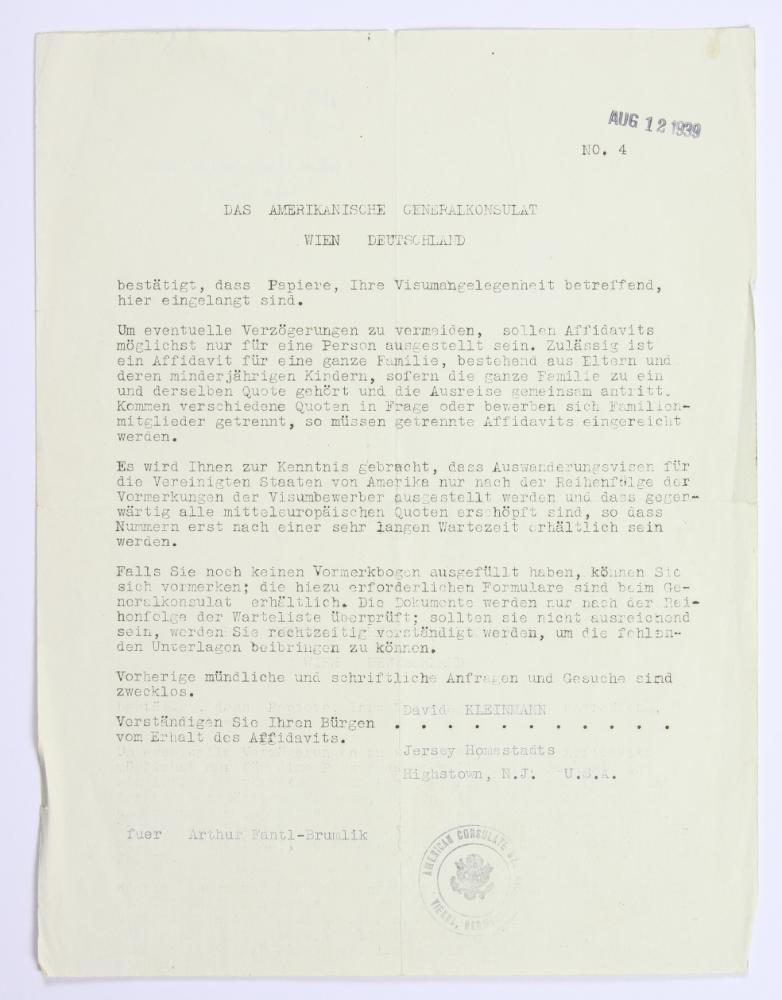 AUG 12 1939
NO. 4
DAS AMERIKANISCHE GENERALKONSULAT
WIEN DEUTSCHLAND
bestätigt, dass Papiere, Ihre Visumangelegenheit betreffend,
hier eingelangt sind.
Um eventuelle Verzögerungen zu vermeiden, sollen Affidavits
möglichst nur für eine Person ausgestellt sein. Zulässig ist
ein Affidavit für eine ganze Familie, bestehend aus Eltern und
deren minderjährigen Kindern, sofern die ganze Familie zu ein
und derselben Quote gehört und die Ausreise gemeinsam antritt.
Kommen verschiedene Quoten in Frage oder bewerben sich Familien-
mitglieder getrennt, so müssen getrennte Affidavits eingereicht
werden.
Es wird Ihnen zur Kenntnis gebracht, dass Auswanderungsvisen für
die Vereinigten Staaten von Amerika nur nach der Reihenfolge der
Vormerkungen der Visumbewerber ausgestellt werden und dass gegen-
wärtig alle mitteleuropäischen Quoten erschöpft sind, so dass
Nummern erst nach einer sehr langen Wartezeit erhältlich sein
werden.
Falls Sie noch keinen Vormerkbogen ausgefüllt haben, können Sie
sich vormerken; die hiezu erforderlichen Formulare sind beim Ge-
neralkonsulat erhältlich. Die Dokumente werden nur nach der Rei-
henfolge der Warteliste überprüft; sollten sie nicht ausreichend
sein, werden Sie rechtzeitig verständigt werden, um die fehlen-
den Unterlagen beibringen zu können.
Vorherige mündliche und schriftliche Anfragen und Gesuche sind
zwecklos.
David KLEINMANN
Verständigen Sie Ihren Bürgen . . . . . . . . . . .
vom Erhalt des Affidavits.
Jersey Homestadts
Highstown, N.J. U.S.A.
fuer Arthur Fantl-Brumlik
AMERICAN CONSULATE
VIENNA,